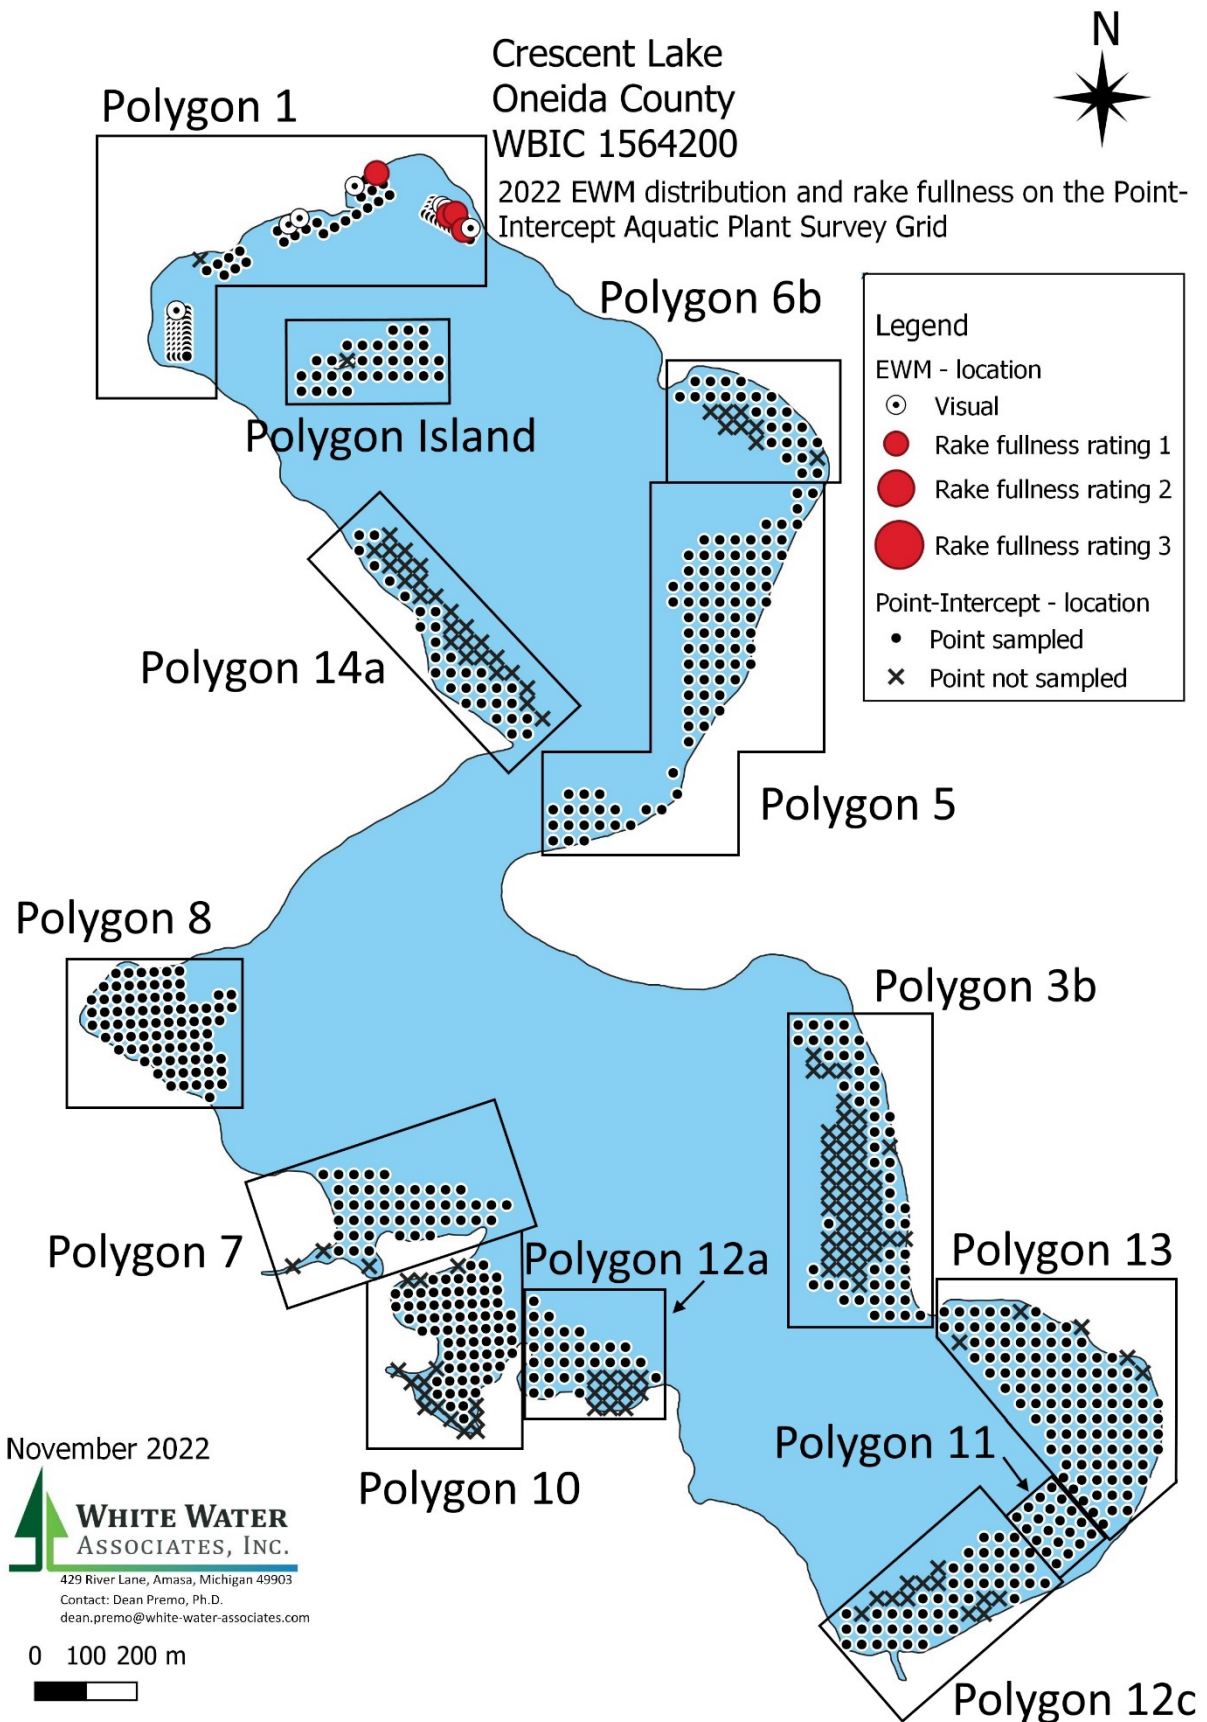 N
Crescent Lake
Oneida County
WBIC 1564200
2022 EWM distribution and rake fullness on the Point-
Intercept Aquatic Plant Survey Grid
Polygon 1
Polygon 6b
Legend
EWM - location
Visual
Rake fullness rating 1
Rake fullness rating 2
Rake fullness rating 3
Point-Intercept - location
Point sampled
Point not sampled
Polygon Island
Polygon 14a
Polygon 5
Polygon 8
Polygon 3b
Polygon 7
Polygon 12a
Polygon 13
Polygon 11
Polygon 10
Polygon 12c
November 2022
WHITE WATER
ASSOCIATES, INC.
429 River Lane, Amasa, Michigan 49903
Contact: Dean Premo, Ph.D.
dean.premo@white-water-associates.com
0 100 200 m